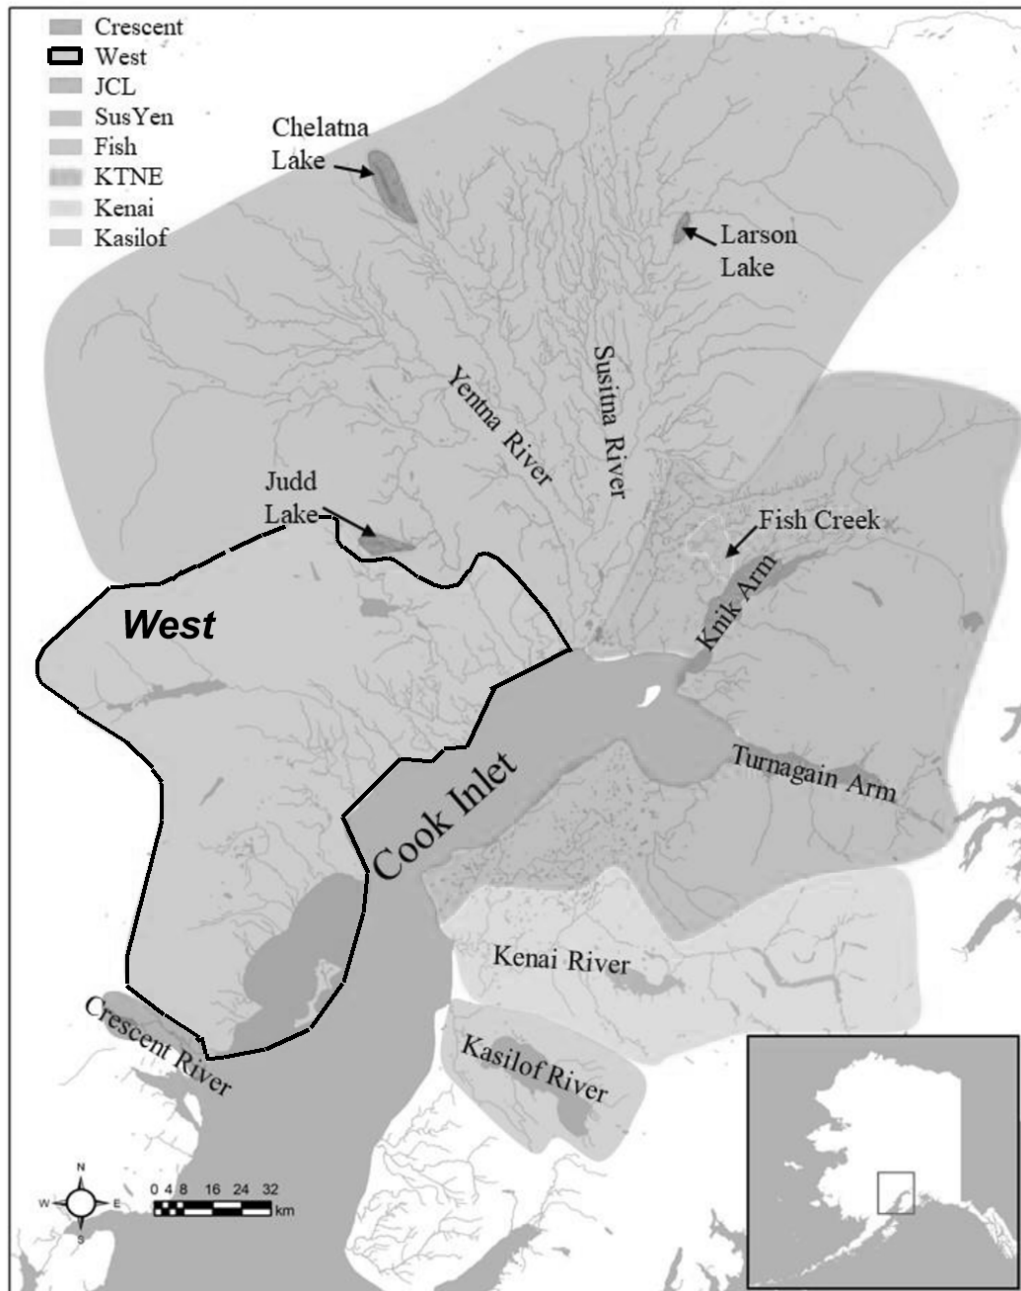 Crescent
West
JCL
SusYen
Fish
KTNE
Kenai
Kasilof
Chelatna
Lake
Larson
Lake
Yentna River
Susitna River
Judd
Lake
Fish Creek
West
Knik Arm
Turnagain Arm
Cook Inlet
Kenai River
Crescent River
Kasilof River
N
W
E
S
0 4 8 16 24 32
km